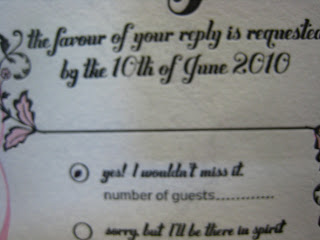 the favour of your reply is requested
by the 10th of June 2010
yes! I wouldn't miss it.
number of guests.............
sorry, but I'll be there in spirit